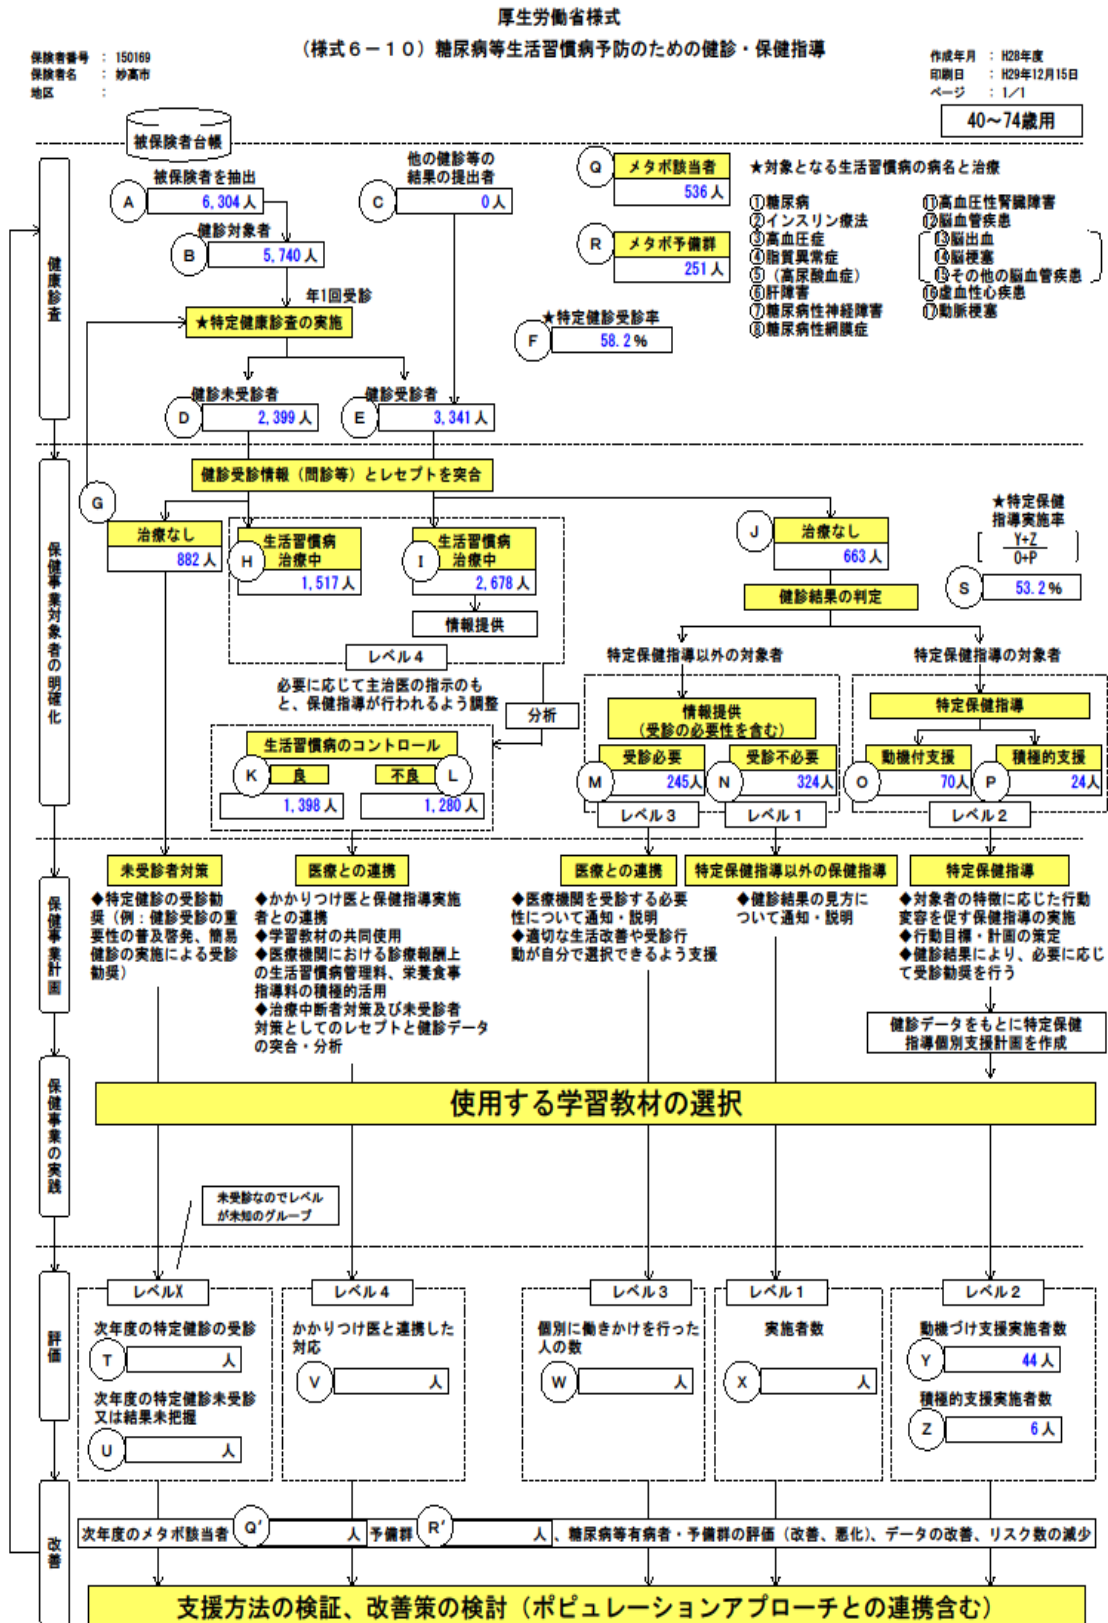 厚生労働省様式
（様式６－１０）糖尿病等生活習慣病予防のための健診・保健指導
保険者番号 ： 150169
保険者名 ： 妙高市
地区 ：
作成年月 ： H28年度
印刷日 ： H29年12月15日
ページ ： 1／1
40～74歳用
被保険者台帳
被保険者を抽出
A 6,304 人
健診対象者
B 5,740 人
他の健診等の
結果の提出者
C 0 人
年1回受診
★特定健康診査の実施
健診未受診者
D 2,399 人
健診受診者
E 3,341 人
Q メタボ該当者
536 人
R メタボ予備群
251 人
★特定健診受診率
F 58.2 %
★対象となる生活習慣病の病名と治療
①糖尿病
②インスリン療法
③高血圧症
④脂質異常症
⑤（高尿酸血症）
⑥肝障害
⑦糖尿病性神経障害
⑧糖尿病性網膜症
⑪高血圧性腎臓障害
⑫脳血管疾患
⑬脳出血
⑭脳梗塞
⑮その他の脳血管疾患
⑯虚血性心疾患
⑰動脈梗塞
健康診査
保健事業対象者の明確化
健診受診情報（問診等）とレセプトを突合
G
治療なし
882 人
H 生活習慣病
治療中
1,517 人
I 生活習慣病
治療中
2,678 人
情報提供
レベル４
J 治療なし
663 人
健診結果の判定
★特定保健
指導実施率
Y+Z
O+P
S 53.2 %
必要に応じて主治医の指示のも
と、保健指導が行われるよう調整
分析
生活習慣病のコントロール
K 良
1,398 人
不良 L
1,280 人
特定保健指導以外の対象者
情報提供
（受診の必要性を含む）
M 受診必要
245人
N 受診不必要
324人
レベル３
レベル１
特定保健指導の対象者
特定保健指導
O 動機付支援
70人
P 積極的支援
24人
レベル２
保健事業計画
未受診者対策
◆特定健診の受診勧
奨（例：健診受診の重
要性の普及啓発、簡易
健診の実施による受診
勧奨）
医療との連携
◆かかりつけ医と保健指導実施
者との連携
◆学習教材の共同使用
◆医療機関における診療報酬上
の生活習慣病管理料、栄養食事
指導料の積極的活用
◆治療中断者対策及び未受診者
対策としてのレセプトと健診データ
の突合・分析
医療との連携
◆医療機関を受診する必要
性について通知・説明
◆適切な生活改善や受診行
動が自分で選択できるよう支援
特定保健指導以外の保健指導
◆健診結果の見方に
ついて通知・説明
特定保健指導
◆対象者の特徴に応じた行動
変容を促す保健指導の実施
◆行動目標・計画の策定
◆健診結果により、必要に応じ
て受診勧奨を行う
健診データをもとに特定保健
指導個別支援計画を作成
保健事業の実践
使用する学習教材の選択
未受診なのでレベル
が未知のグループ
評価
レベルX
次年度の特定健診の受診
T 人
次年度の特定健診未受診
又は結果未把握
U 人
レベル４
かかりつけ医と連携した
対応
V 人
レベル３
個別に働きかけを行った
人の数
W 人
レベル１
実施者数
X 人
レベル２
動機づけ支援実施者数
Y 44 人
積極的支援実施者数
Z 6 人
改善
次年度のメタボ該当者 Q' 人 予備群 R' 人 、糖尿病等有病者・予備群の評価（改善、悪化）、データの改善、リスク数の減少
支援方法の検証、改善策の検討（ポピュレーションアプローチとの連携含む）